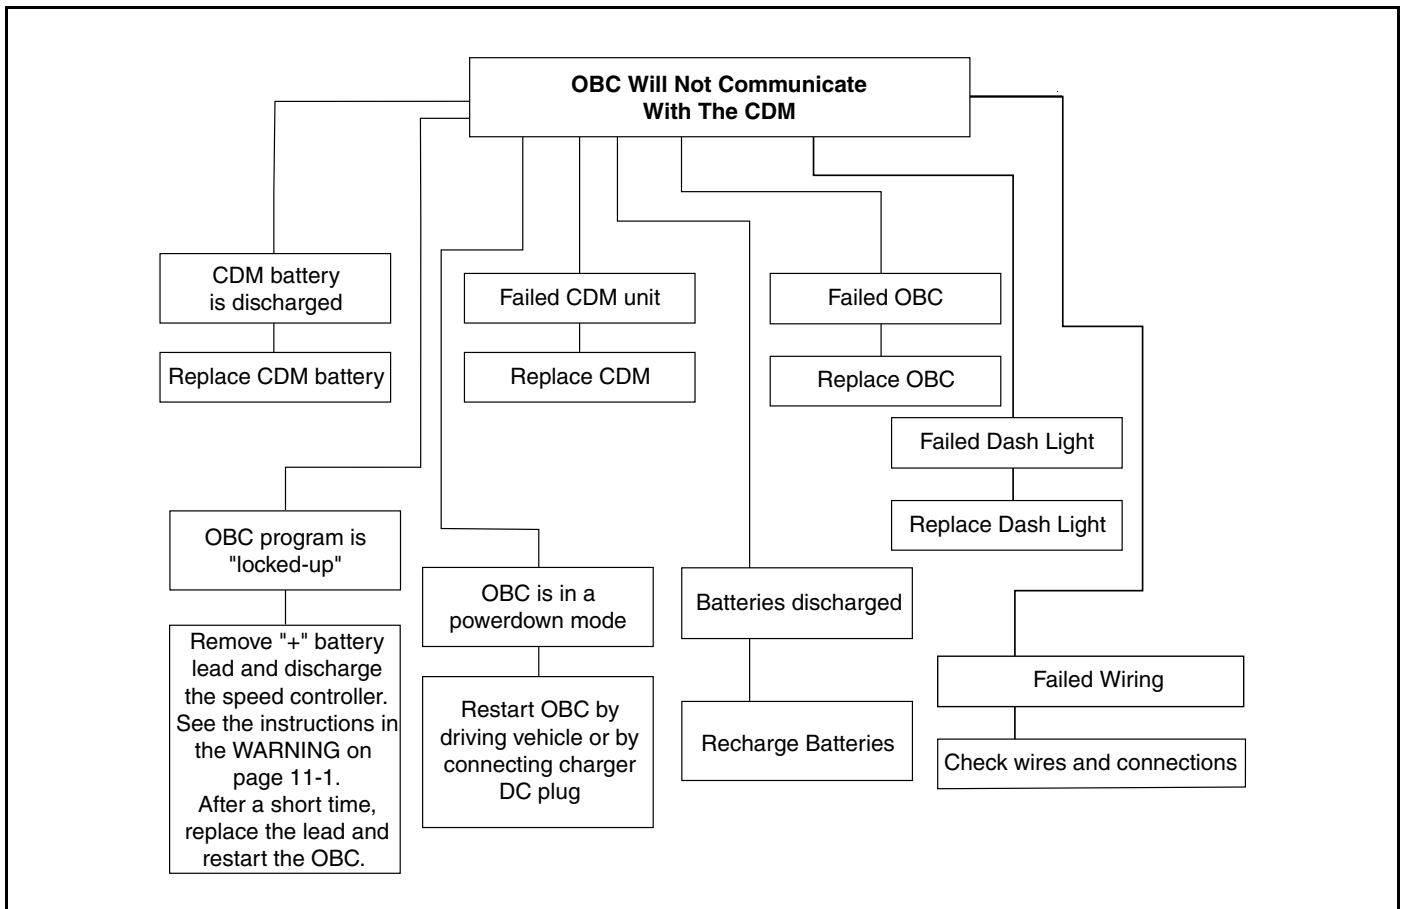 OBC Will Not Communicate
With The CDM
CDM battery
is discharged
Replace CDM battery
Failed CDM unit
Replace CDM
Failed OBC
Replace OBC
Failed Dash Light
Replace Dash Light
OBC program is
"locked-up"
Remove "+" battery
lead and discharge
the speed controller.
See the instructions in
the WARNING on
page 11-1.
After a short time,
replace the lead and
restart the OBC.
OBC is in a
powerdown mode
Restart OBC by
driving vehicle or by
connecting charger
DC plug
Batteries discharged
Recharge Batteries
Failed Wiring
Check wires and connections